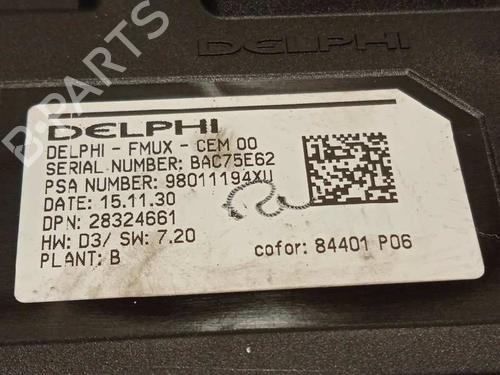 DELPHI
B-PARTS
DELPHI
DELPHI - FMUX - CEM 00
SERIAL NUMBER: BAC75E62
PSA NUMBER: 98011194XU
DATE: 15.11.30
DPN: 28324661
HW: D3/ SW: 7.20
cofor: 84401 P06
PLANT: B